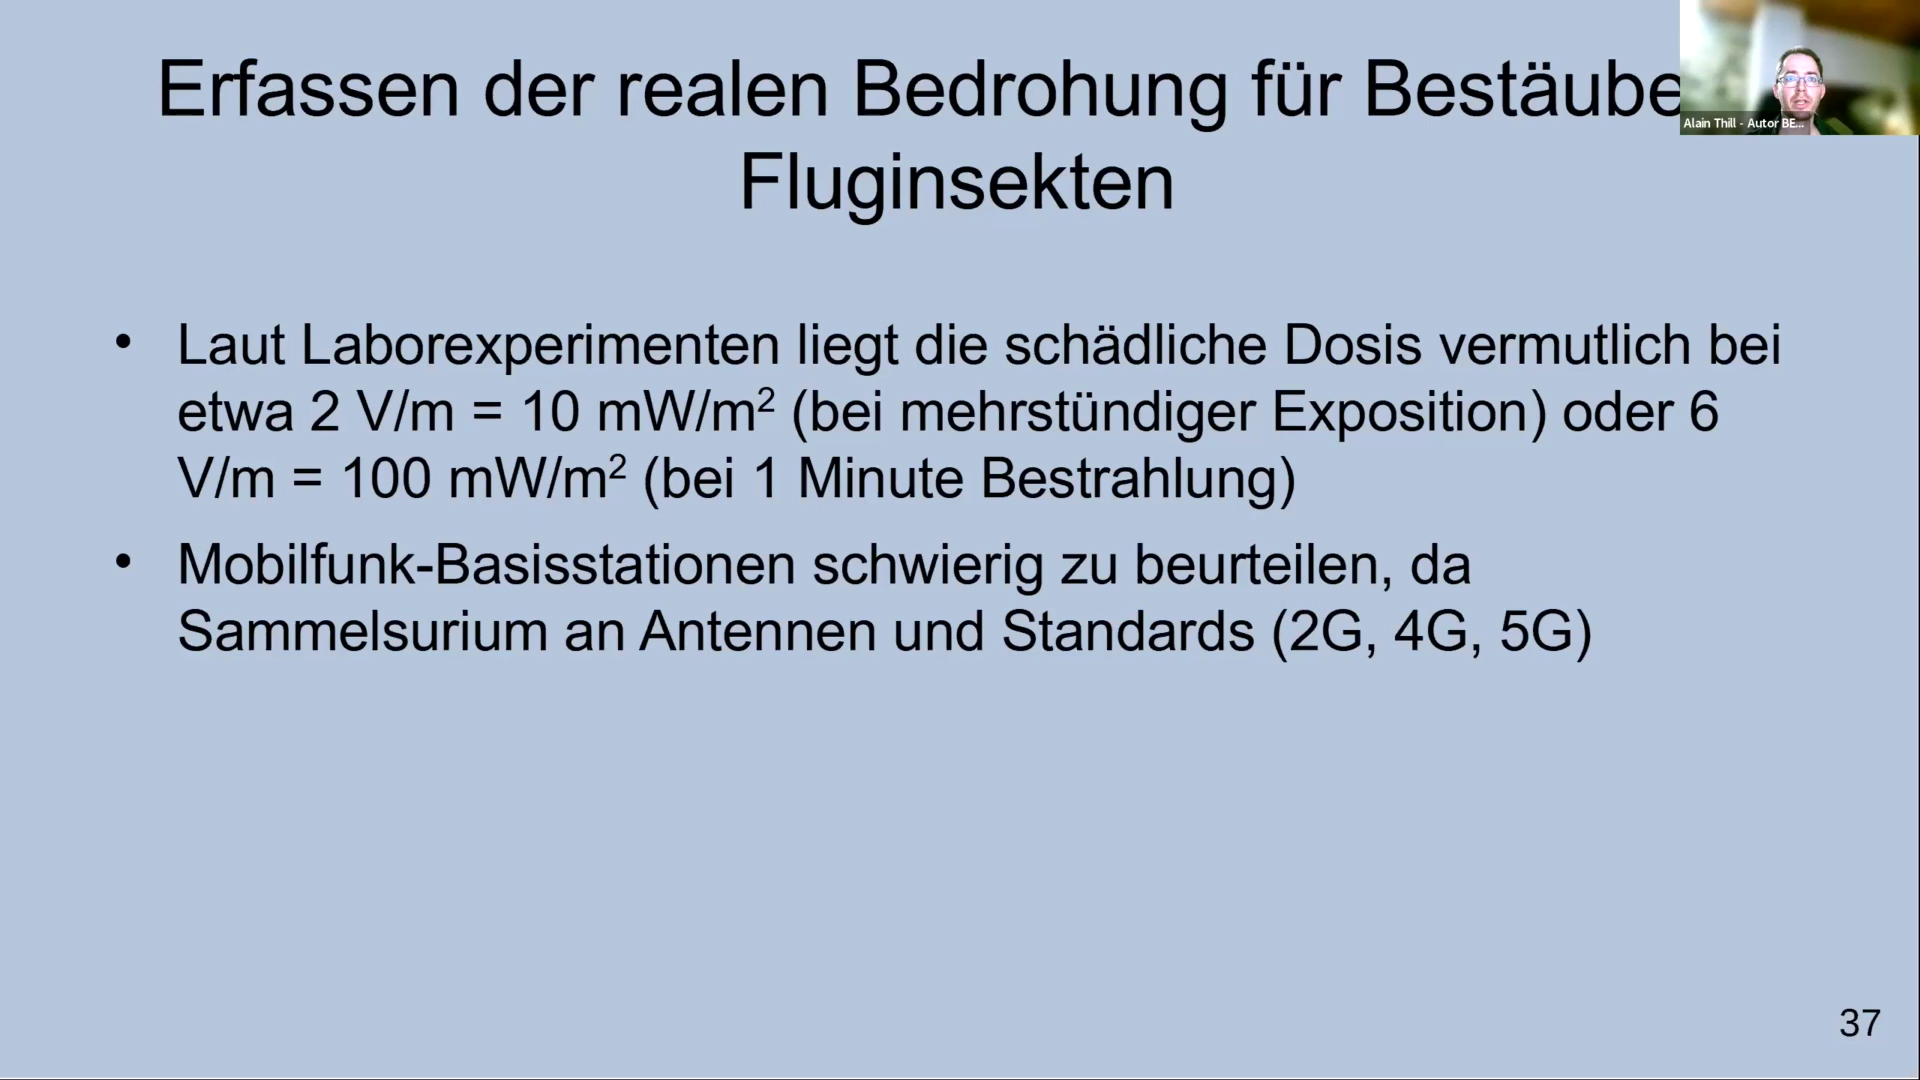 Erfassen der realen Bedrohung für Bestäube
Fluginsekten
Alain Thill - Autor BE...
• Laut Laborexperimenten liegt die schädliche Dosis vermutlich bei
etwa 2 V/m = 10 mW/m² (bei mehrstündiger Exposition) oder 6
V/m = 100 mW/m² (bei 1 Minute Bestrahlung)
• Mobilfunk-Basisstationen schwierig zu beurteilen, da
Sammelsurium an Antennen und Standards (2G, 4G, 5G)
37